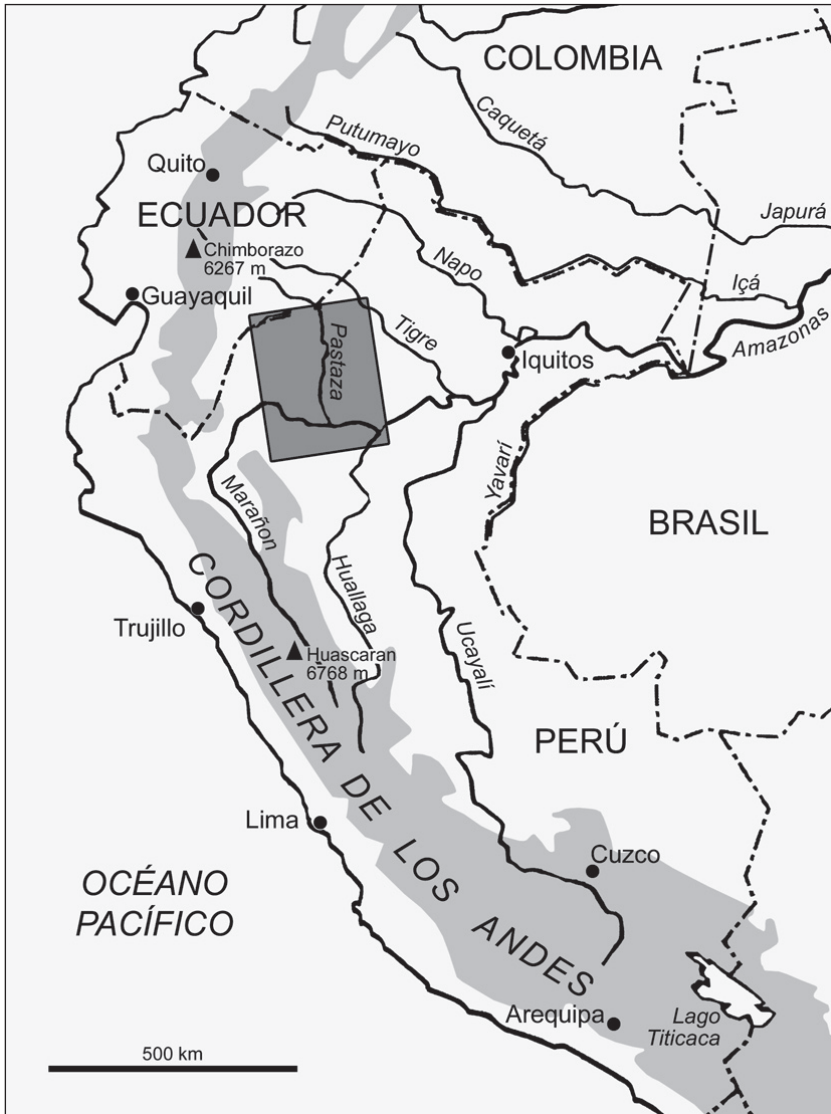 COLOMBIA
Caquetá
Putumayo
Quito
ECUADOR
Japurá
Chimborazo
6267 m
Napo
Içá
Guayaquil
Tigre
Amazonas
Pastaza
Iquitos
Yavarí
Marañon
BRASIL
Huallaga
Trujillo
Ucayalí
Huascaran
6768 m
CORDILLERA DE LOS ANDES
PERÚ
Lima
Cuzco
OCÉANO
PACÍFICO
Arequipa
Lago
Titicaca
500 km